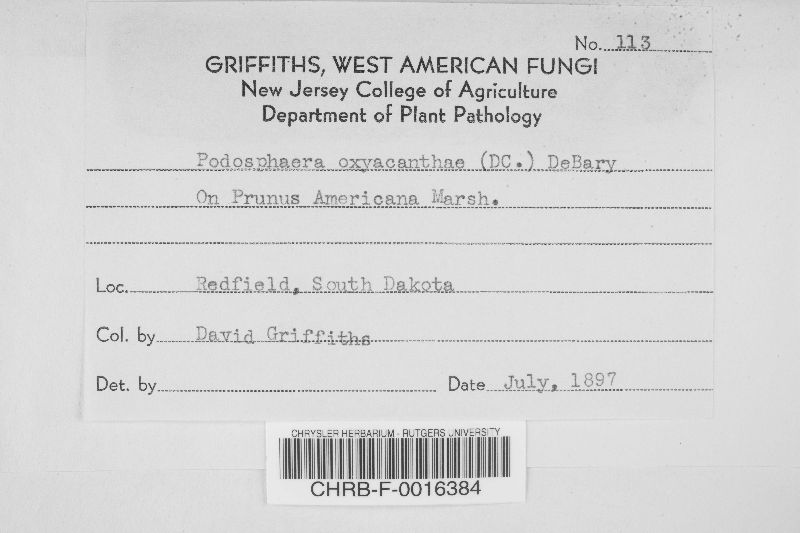 No. 113
GRIFFITHS, WEST AMERICAN FUNGI
New Jersey College of Agriculture
Department of Plant Pathology
Podosphaera oxyacanthae (DC.) DeBary
On Prunus Americana Marsh.
Loc. Redfield, South Dakota
Col. by David Griffiths
Det. by Date July, 1897
CHRYSLER HERBARIUM - RUTGERS UNIVERSITY
CHRB-F-0016384